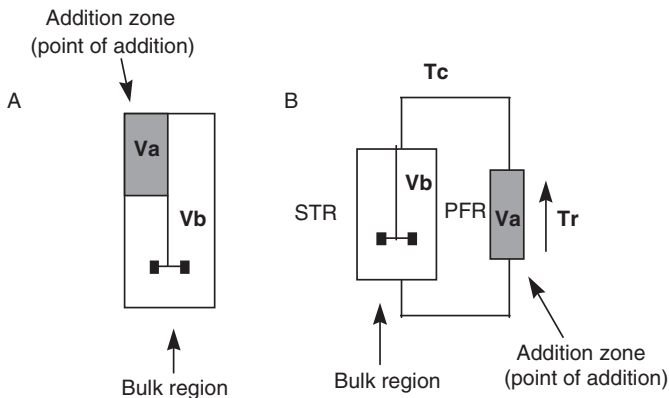 Addition zone
(point of addition)
A
Va
Vb
Bulk region
B
Tc
STR
Vb
PFR
Va
Tr
Bulk region
Addition zone
(point of addition)